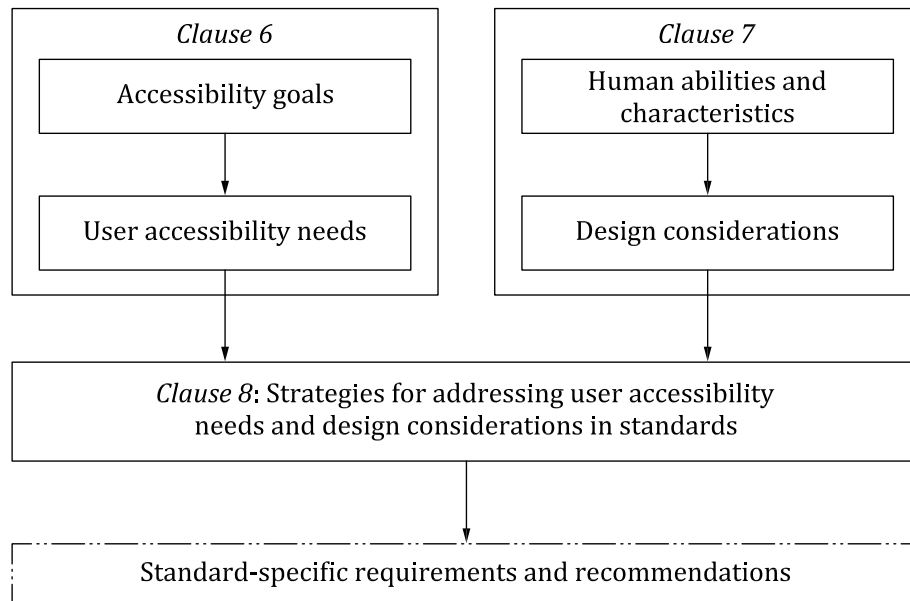 Clause 6
Accessibility goals
User accessibility needs
Clause 7
Human abilities and
characteristics
Design considerations
Clause 8: Strategies for addressing user accessibility
needs and design considerations in standards
Standard-specific requirements and recommendations